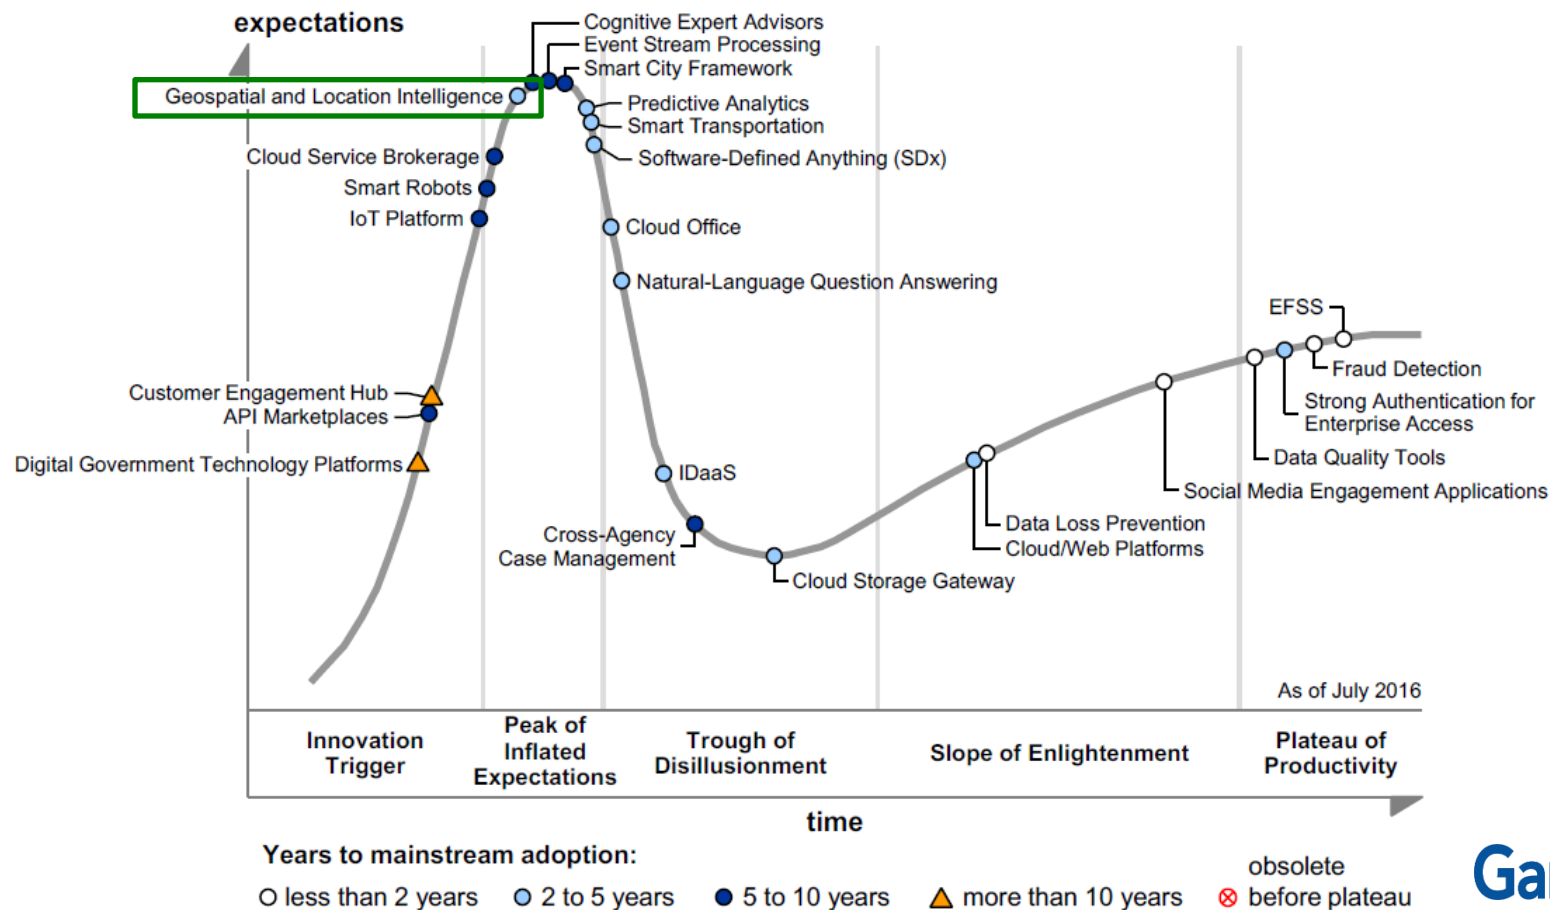 expectations
Cognitive Expert Advisors
Event Stream Processing
Smart City Framework
Geospatial and Location Intelligence
Predictive Analytics
Smart Transportation
Software-Defined Anything (SDx)
Cloud Service Brokerage
Smart Robots
IoT Platform
Cloud Office
Natural-Language Question Answering
EFSS
Fraud Detection
Strong Authentication for
Enterprise Access
Data Quality Tools
Social Media Engagement Applications
Customer Engagement Hub
API Marketplaces
Digital Government Technology Platforms
IDaaS
Cross-Agency
Case Management
Data Loss Prevention
Cloud/Web Platforms
Cloud Storage Gateway
As of July 2016
Innovation
Trigger
Peak of
Inflated
Expectations
Trough of
Disillusionment
Slope of Enlightenment
Plateau of
Productivity
time
Years to mainstream adoption:
less than 2 years
2 to 5 years
5 to 10 years
more than 10 years
obsolete
before plateau